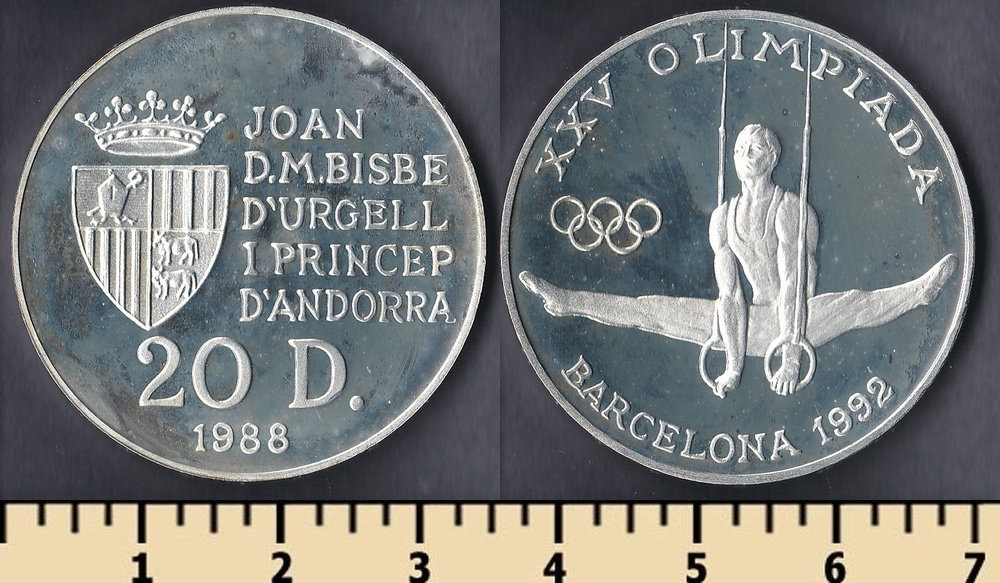 JOAN
D.M.BISBE
D'URGELL
I PRINCEP
D'ANDORRA
20 D.
1988
XXV OLIMPIADA
BARCELONA 1992
1 2 3 4 5 6 7